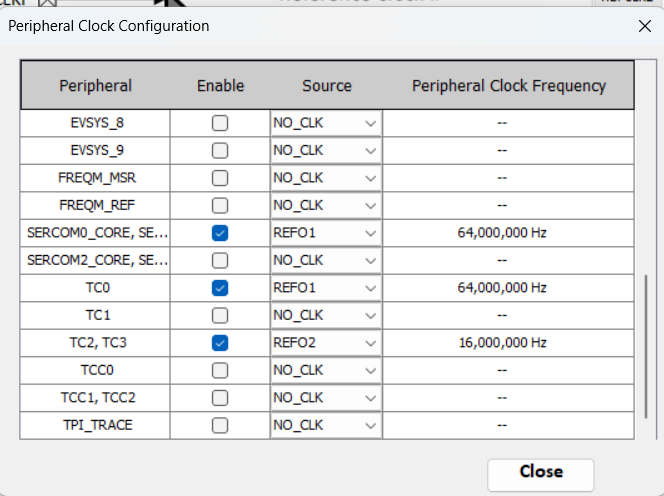 Peripheral Clock Configuration
Peripheral Enable Source Peripheral Clock Frequency
EVSYS_8 NO_CLK --
EVSYS_9 NO_CLK --
FREQM_MSR NO_CLK --
FREQM_REF NO_CLK --
SERCOM0_CORE, SE... REFO1 64,000,000 Hz
SERCOM2_CORE, SE... NO_CLK --
TC0 REFO1 64,000,000 Hz
TC1 NO_CLK --
TC2, TC3 REFO2 16,000,000 Hz
TCC0 NO_CLK --
TCC1, TCC2 NO_CLK --
TPI_TRACE NO_CLK --
Close